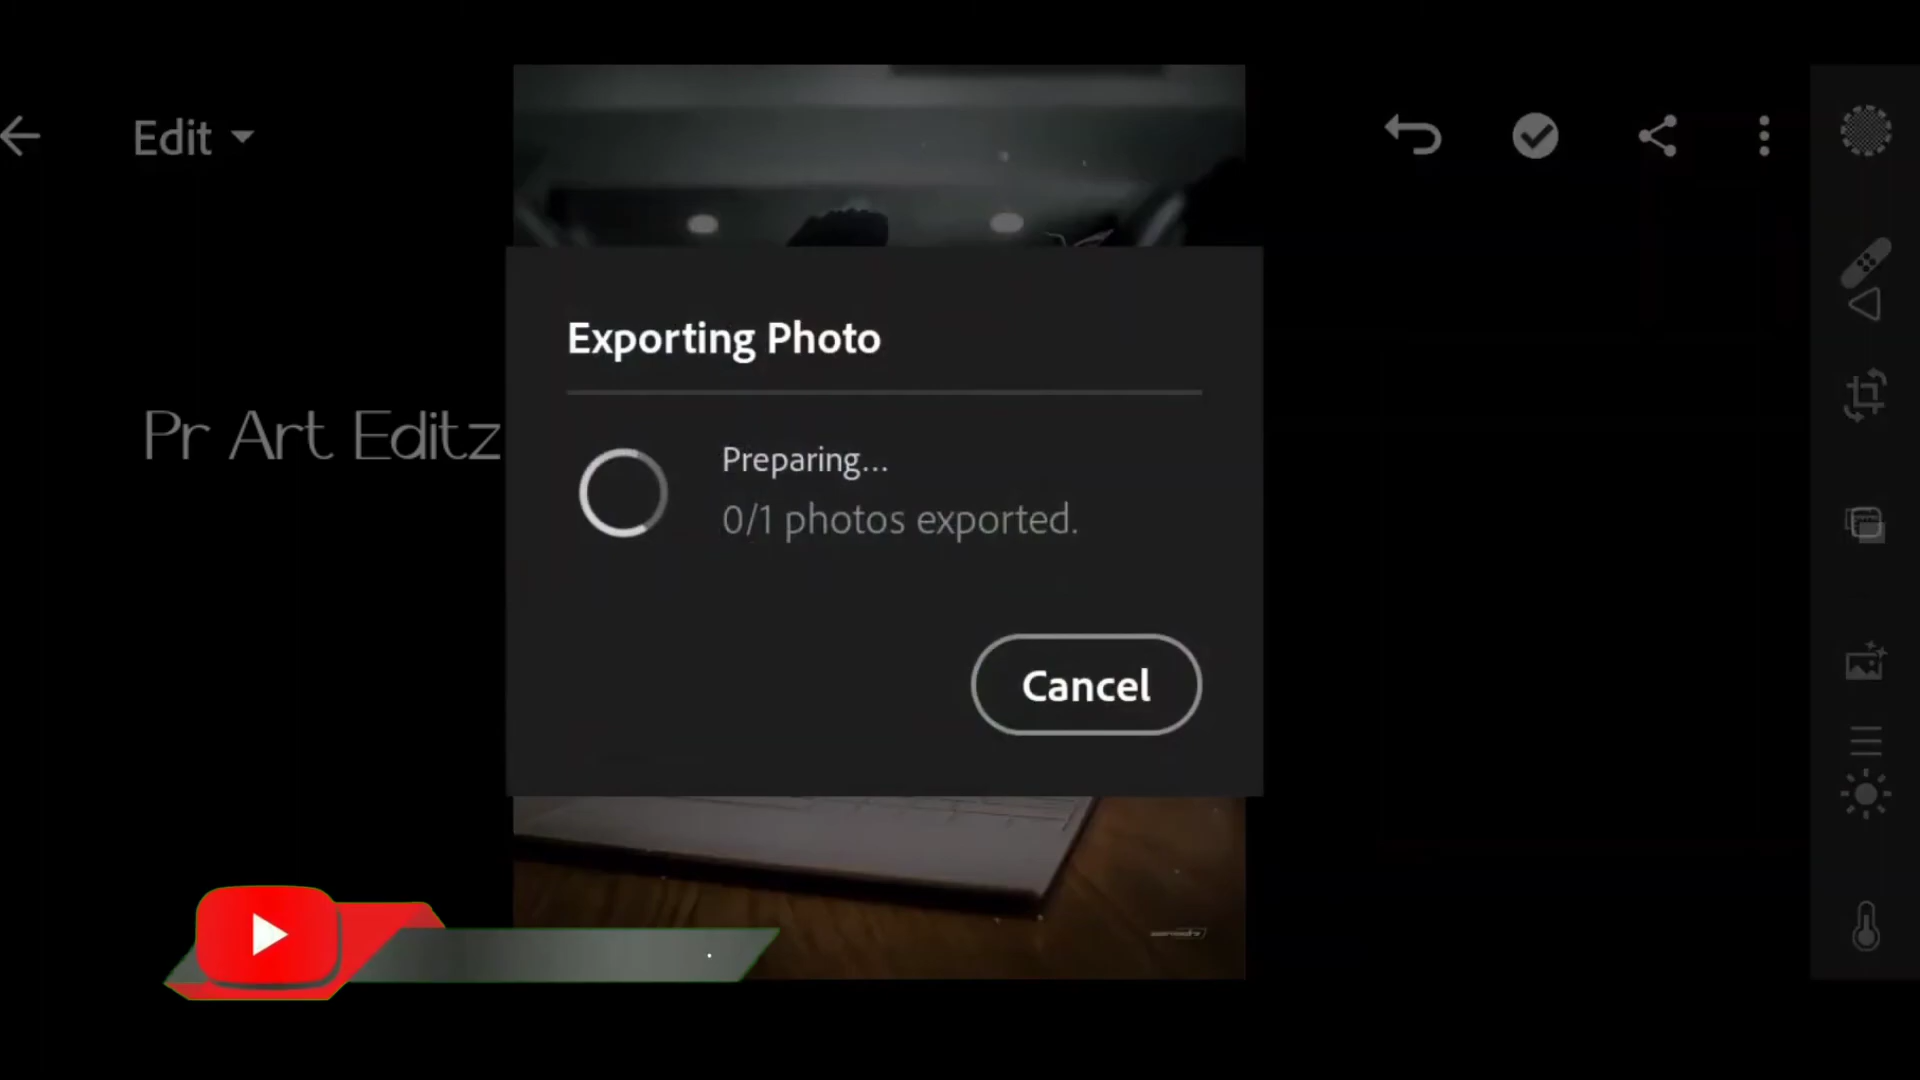 Edit
Pr Art Editz
Exporting Photo
Preparing...
0/1 photos exported.
Cancel